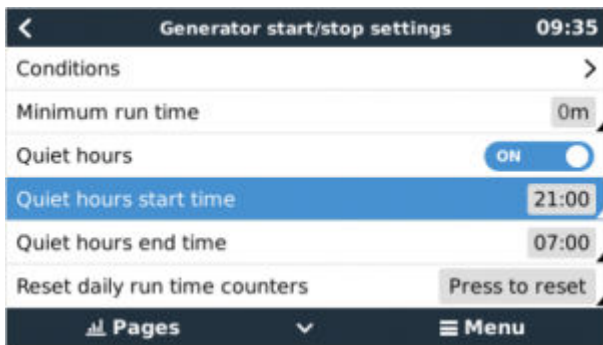 Generator start/stop settings 09:35
Conditions
Minimum run time 0m
Quiet hours ON
Quiet hours start time 21:00
Quiet hours end time 07:00
Reset daily run time counters Press to reset
Pages Menu